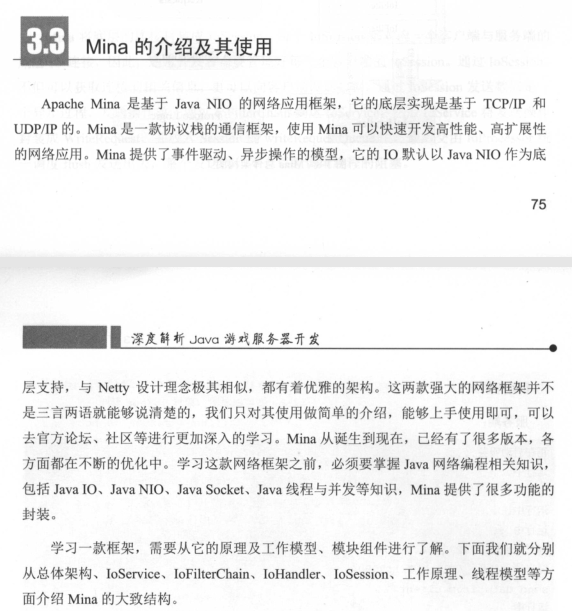 3.3 Mina 的介绍及其使用
Apache Mina 是基于 Java NIO 的网络应用框架，它的底层实现是基于 TCP/IP 和
UDP/IP 的。Mina 是一款协议栈的通信框架，使用 Mina 可以快速开发高性能、高扩展性
的网络应用。Mina 提供了事件驱动、异步操作的模型，它的 IO 默认以 Java NIO 作为底
75
深度解析 Java 游戏服务器开发
层支持，与 Netty 设计理念极其相似，都有着优雅的架构。这两款强大的网络框架并不
是三言两语就能够说清楚的，我们只对其使用做简单的介绍，能够上手使用即可，可以
去官方论坛、社区等进行更加深入的学习。Mina 从诞生到现在，已经有了很多版本，各
方面都在不断的优化中。学习这款网络框架之前，必须要掌握 Java 网络编程相关知识，
包括 Java IO、Java NIO、Java Socket、Java 线程与并发等知识，Mina 提供了很多功能的
封装。
学习一款框架，需要从它的原理及工作模型、模块组件进行了解。下面我们就分别
从总体架构、IoService、IoFilterChain、IoHandler、IoSession、工作原理、线程模型等方
面介绍 Mina 的大致结构。